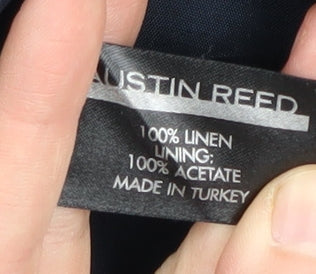 AUSTIN REED
100% LINEN
LINING:
100% ACETATE
MADE IN TURKEY